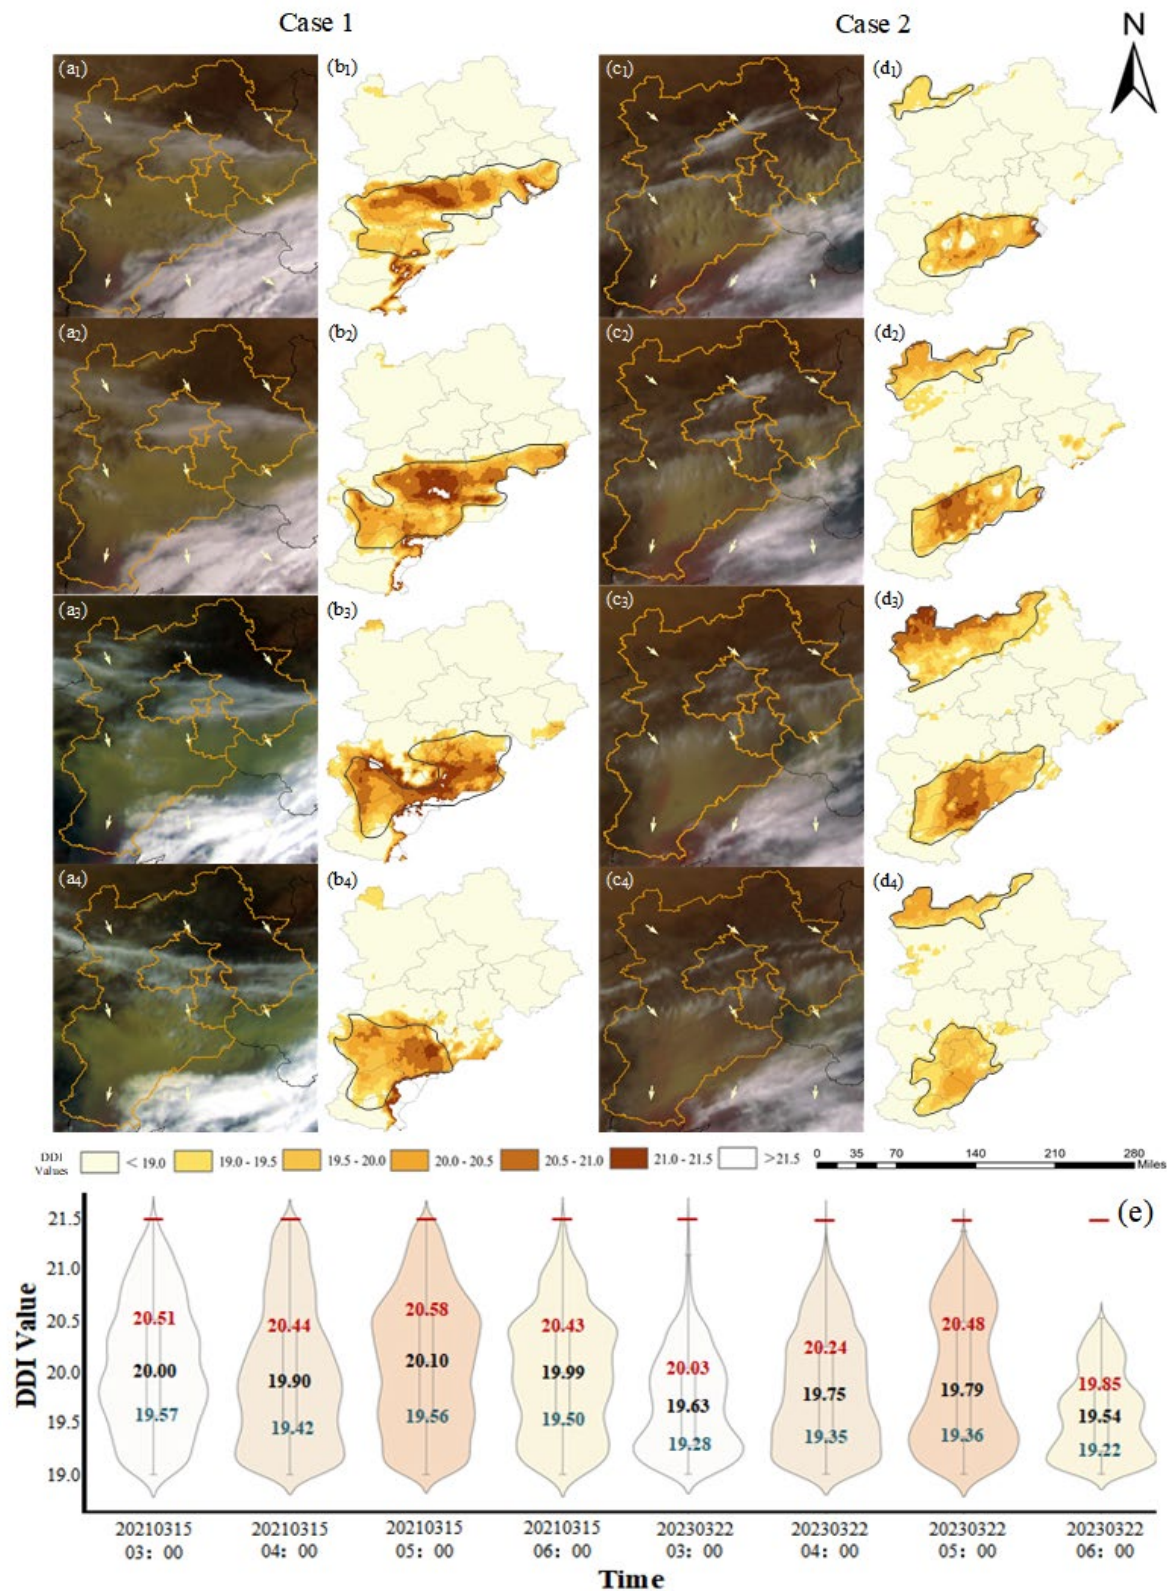 Case 1
Case 2
N
(a1)
(b1)
(c1)
(d1)
(a2)
(b2)
(c2)
(d2)
(a3)
(b3)
(c3)
(d3)
(a4)
(b4)
(c4)
(d4)
DDI
Values
< 19.0
19.0 - 19.5
19.5 - 20.0
20.0 - 20.5
20.5 - 21.0
21.0 - 21.5
>21.5
0 35 70 140 210 280
Miles
(e)
DDI Value
21.5
21.0
20.5
20.0
19.5
19.0
20.51
20.00
19.57
20.44
19.90
19.42
20.58
20.10
19.56
20.43
19.99
19.50
20.03
19.63
19.28
20.24
19.75
19.35
20.48
19.79
19.36
19.85
19.54
19.22
20210315
03：00
20210315
04：00
20210315
05：00
20210315
06：00
20230322
03：00
20230322
04：00
20230322
05：00
20230322
06：00
Time